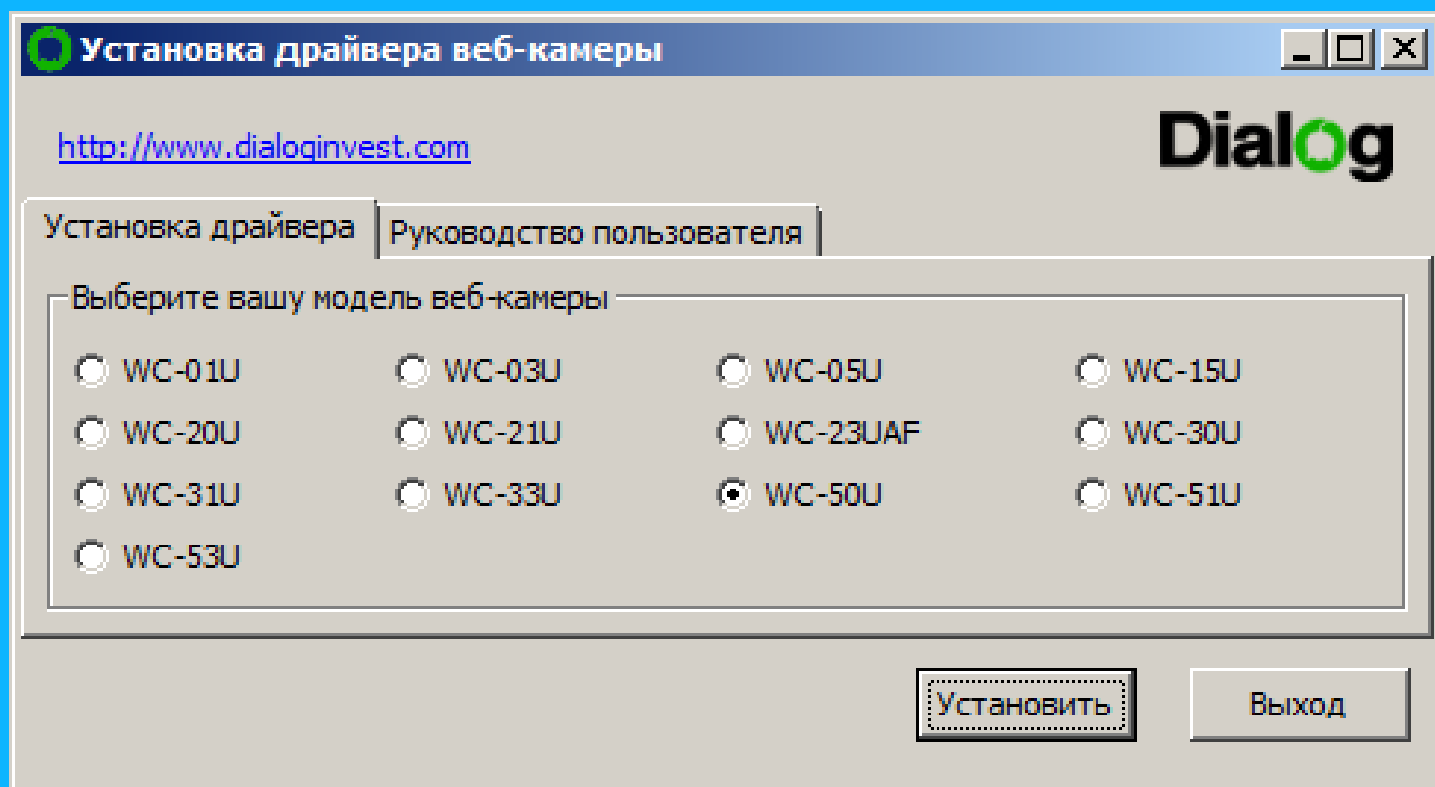 Установка драйвера веб-камеры
http://www.dialoginvest.com
Dialog
Установка драйвера Руководство пользователя
Выберите вашу модель веб-камеры
WC-01U WC-03U WC-05U WC-15U
WC-20U WC-21U WC-23UAF WC-30U
WC-31U WC-33U WC-50U WC-51U
WC-53U
Установить Выход